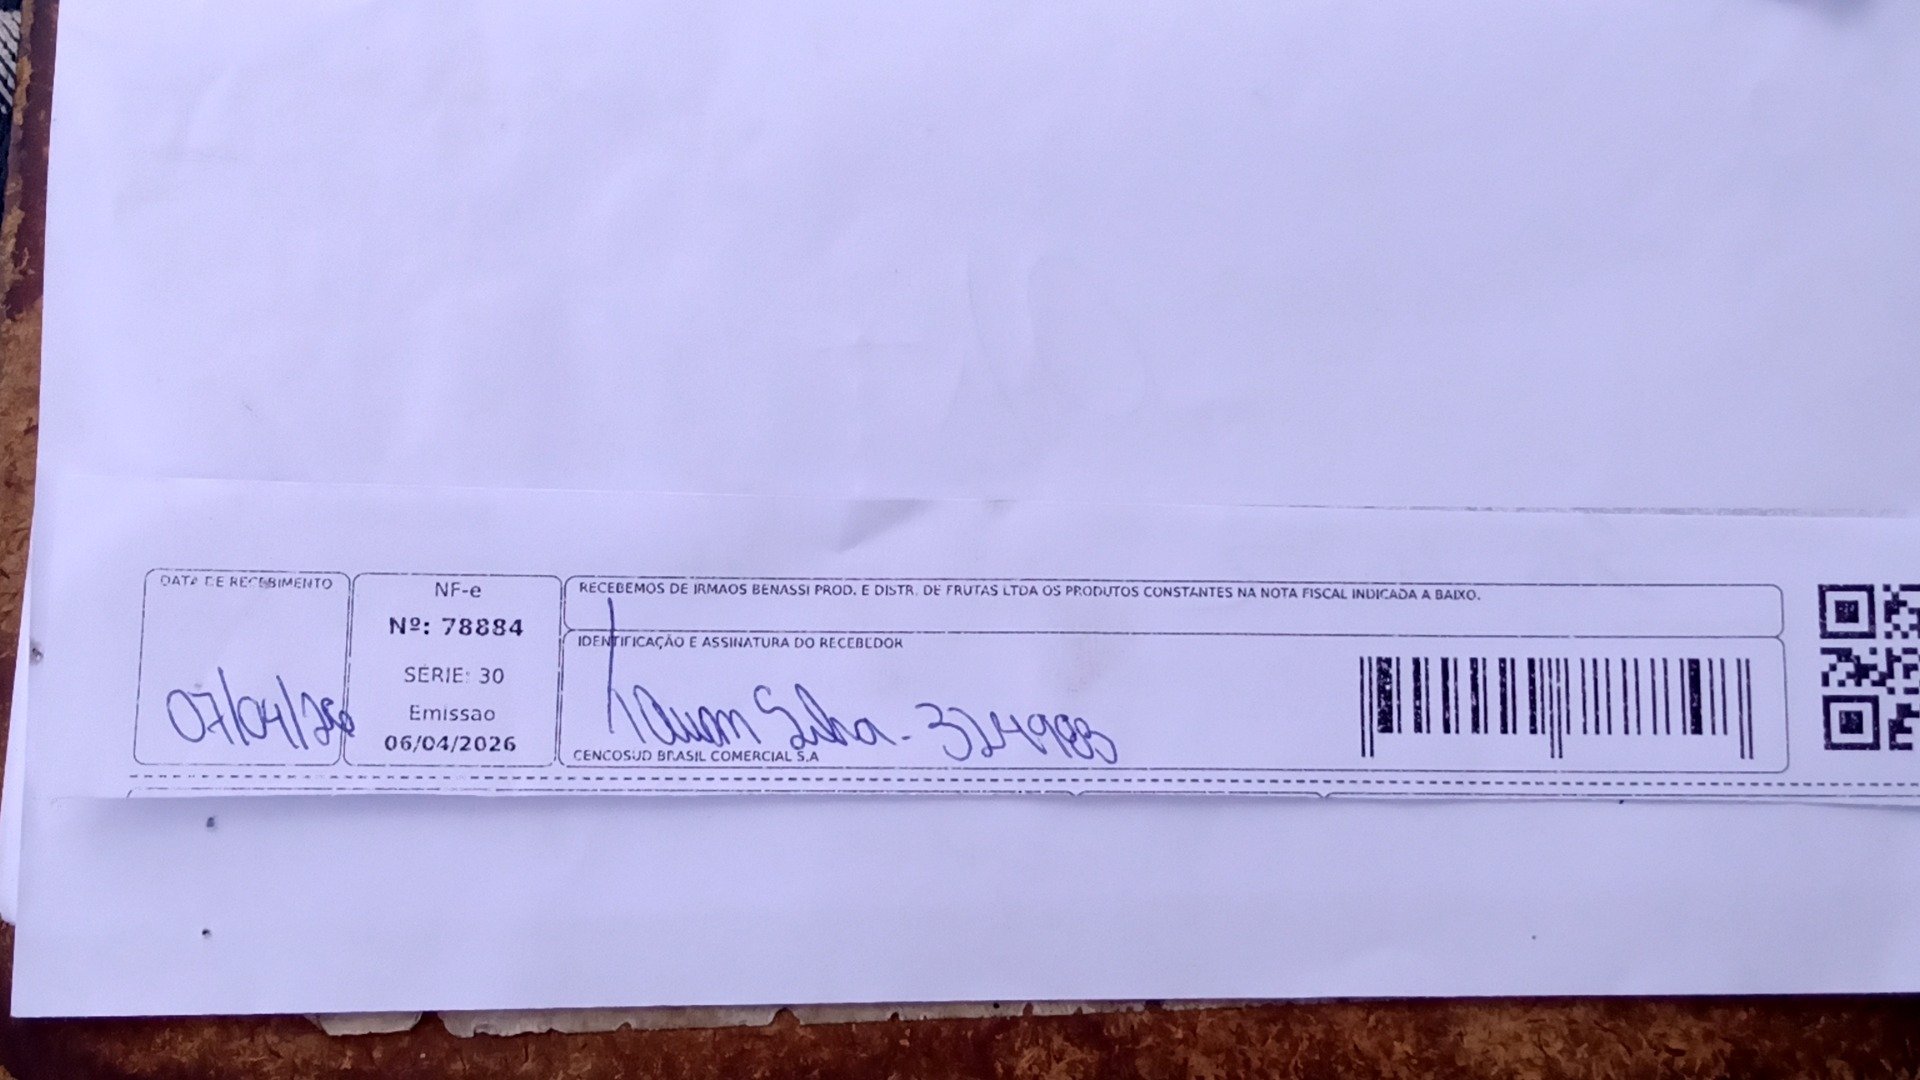 DATA DE RECEBIMENTO
07/04/26
NF-e
Nº: 78884
SÉRIE: 30
Emissao
06/04/2026
RECEBEMOS DE IRMAOS BENASSI PROD. E DISTR. DE FRUTAS LTDA OS PRODUTOS CONSTANTES NA NOTA FISCAL INDICADA A BAIXO.
IDENTIFICAÇÃO E ASSINATURA DO RECEBEDOR
Silva - 324983
CENCOSUD BRASIL COMERCIAL S.A